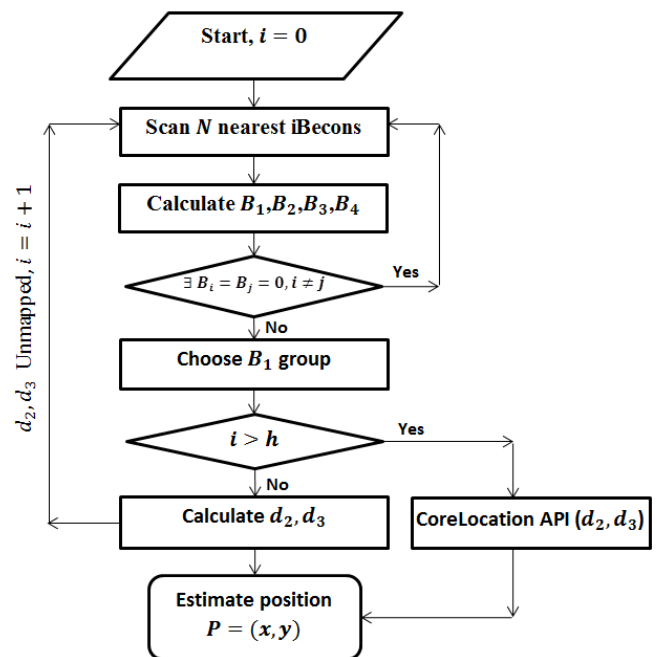 Start, i = 0
Scan N nearest iBecons
Calculate B₁,B₂,B₃,B₄
∃ Bᵢ = Bⱼ = 0, i ≠ j
Yes
No
Choose B₁ group
i > h
Yes
No
Calculate d₂, d₃
CoreLocation API (d₂, d₃)
Estimate position
P = (x, y)
d₂, d₃ Unmapped, i = i + 1